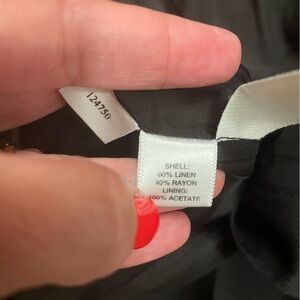 124750
SHELL:
60% LINEN
40% RAYON
LINING:
100% ACETATE